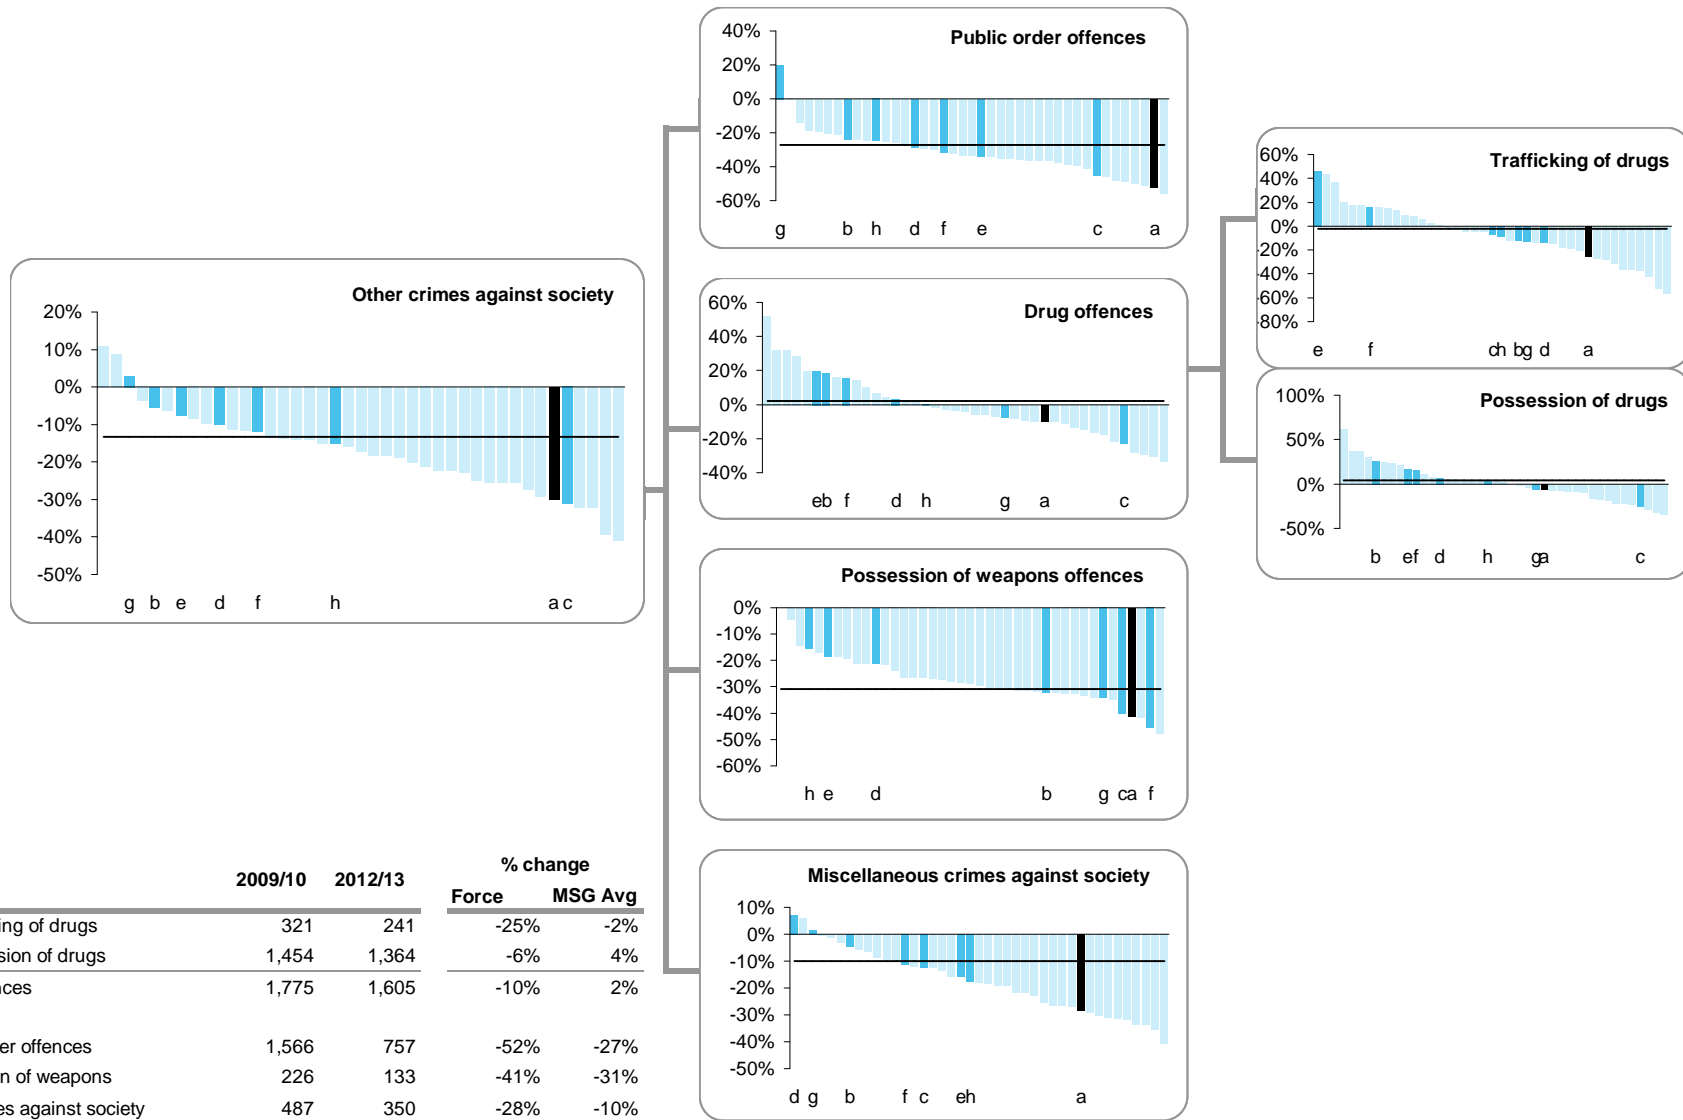 Public order offences
40%
20%
0%
-20%
-40%
-60%
g b h d f e c a
Trafficking of drugs
60%
40%
20%
0%
-20%
-40%
-60%
-80%
e f ch bg d a
Other crimes against society
20%
10%
0%
-10%
-20%
-30%
-40%
-50%
g b e d f h a c
Drug offences
60%
40%
20%
0%
-20%
-40%
eb f d h g a c
Possession of drugs
100%
50%
0%
-50%
b ef d h ga c
Possession of weapons offences
0%
-10%
-20%
-30%
-40%
-50%
-60%
h e d b g ca f
Miscellaneous crimes against society
10%
0%
-10%
-20%
-30%
-40%
-50%
d g b f c eh a
% change
2009/10 2012/13 Force MSG Avg
ing of drugs 321 241 -25% -2%
sion of drugs 1,454 1,364 -6% 4%
nces 1,775 1,605 -10% 2%
er offences 1,566 757 -52% -27%
n of weapons 226 133 -41% -31%
es against society 487 350 -28% -10%